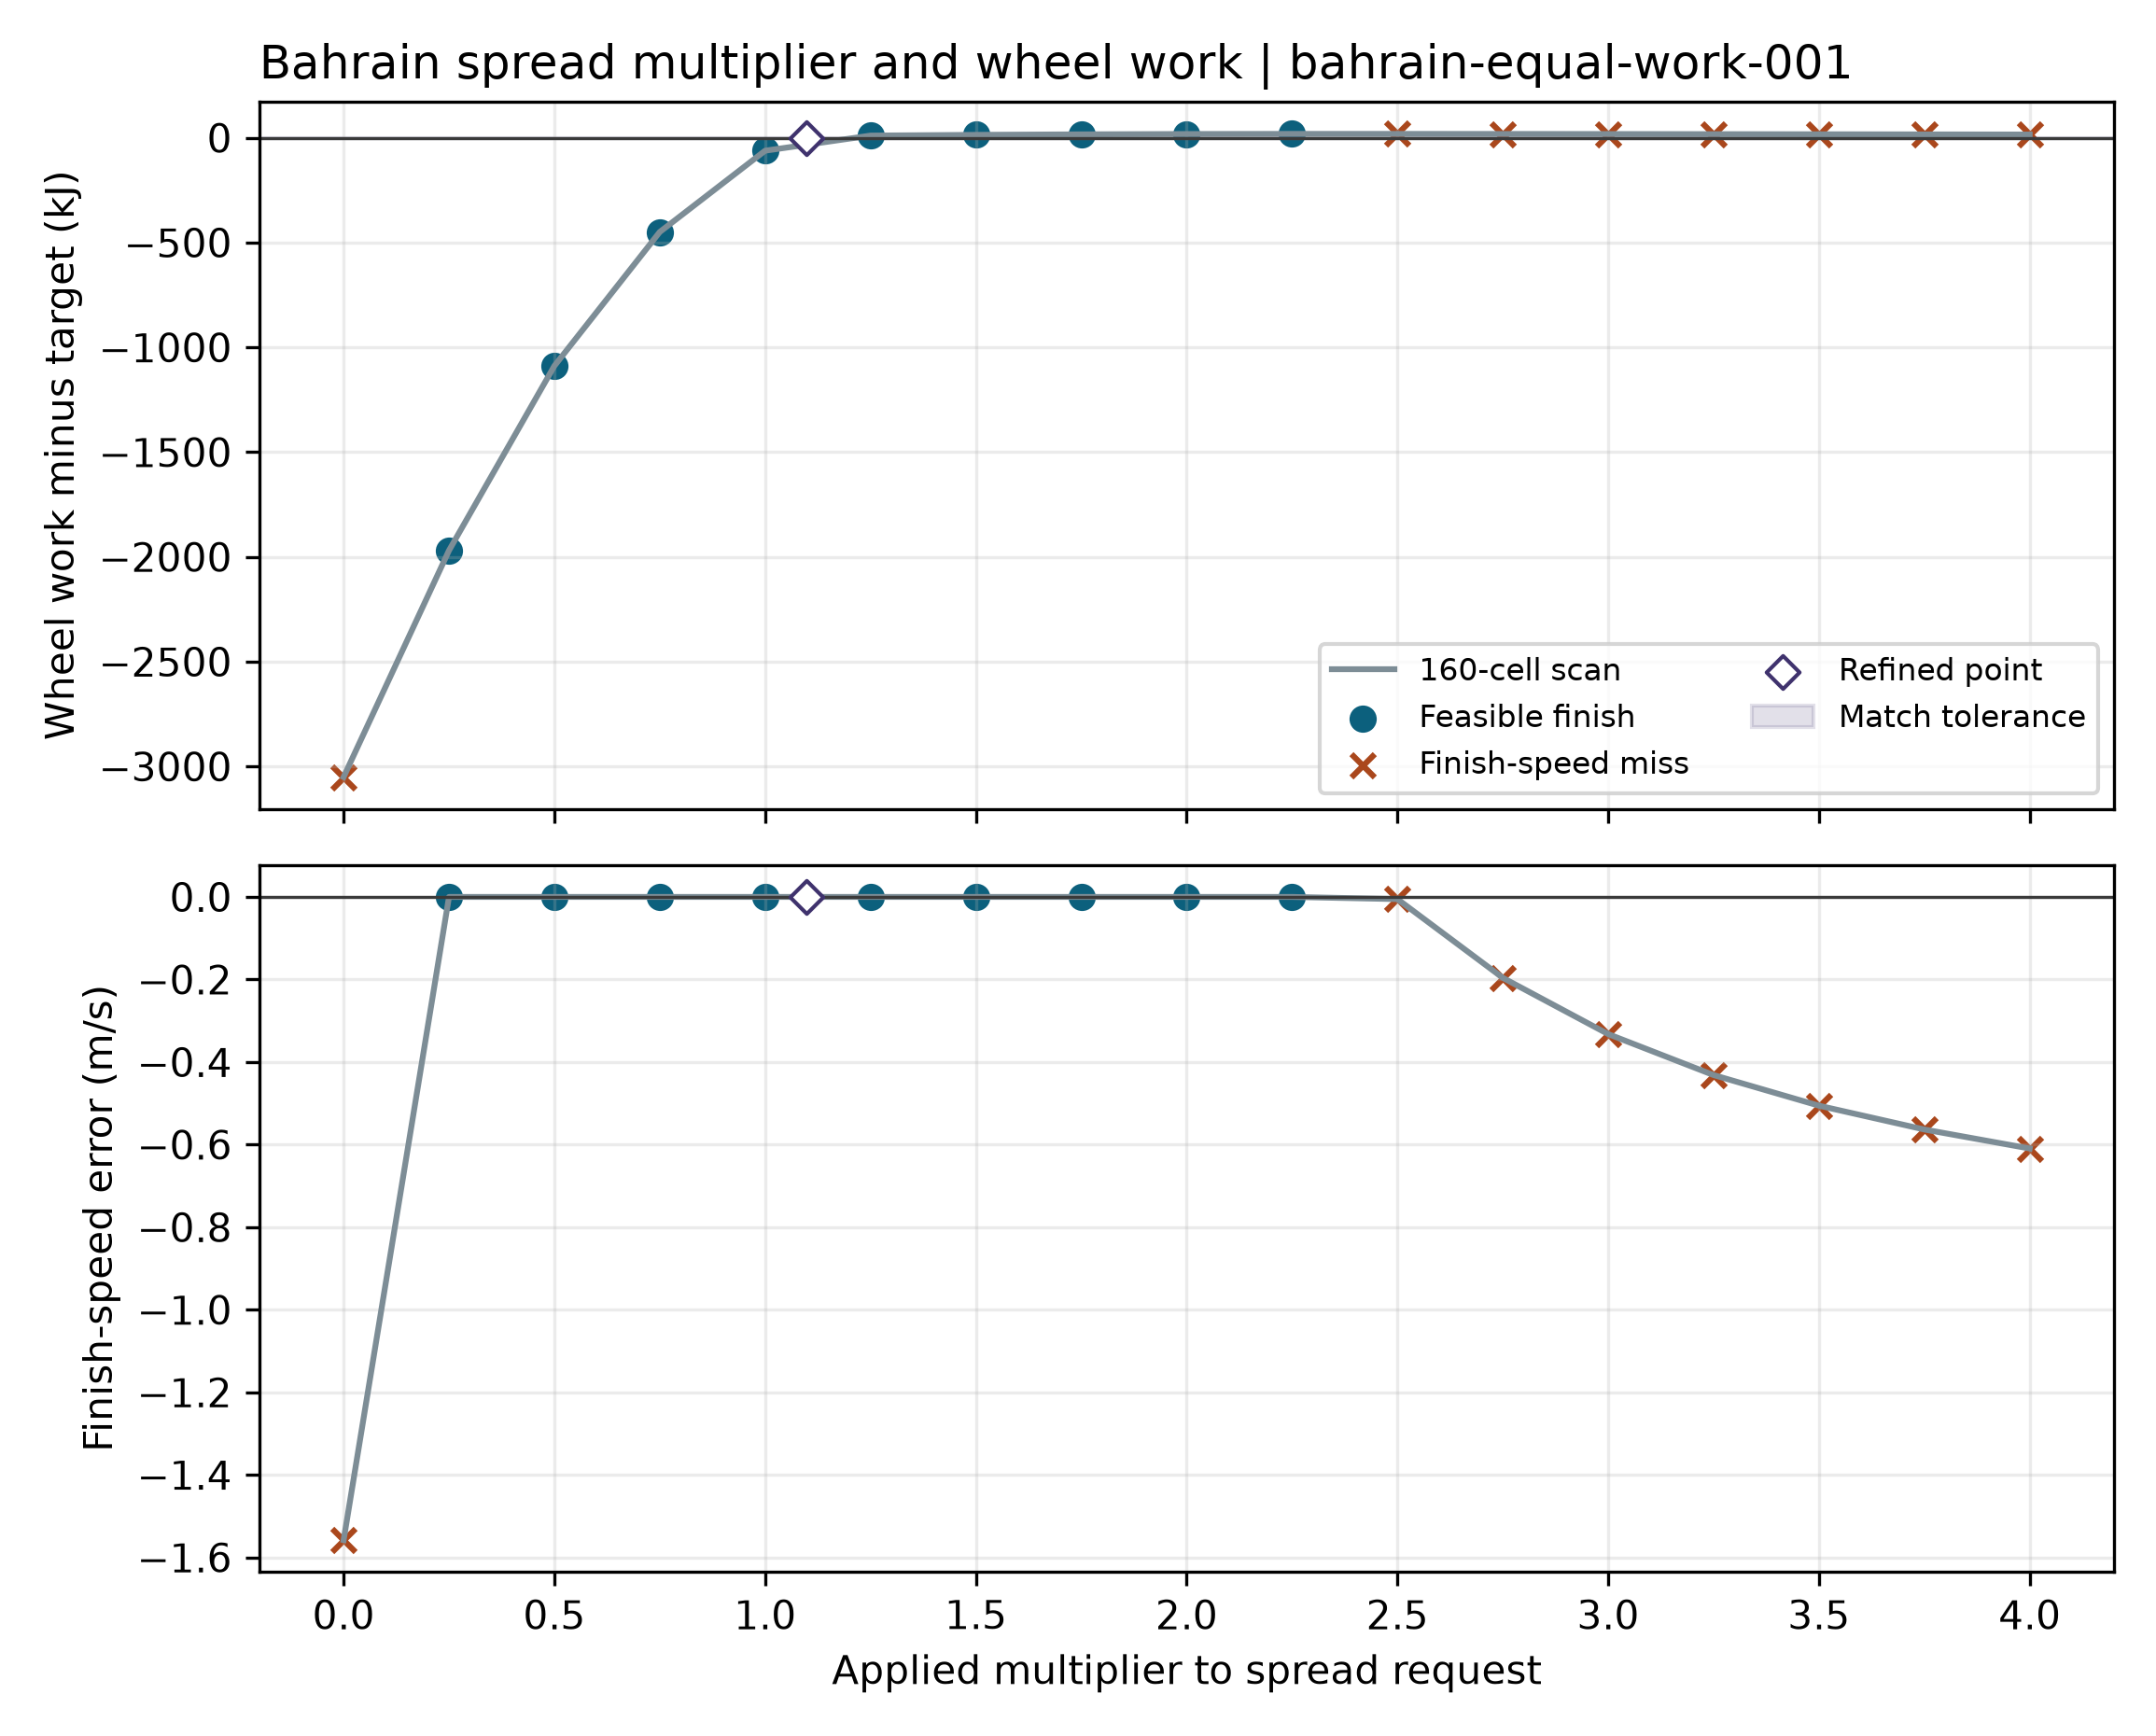 Bahrain spread multiplier and wheel work | bahrain-equal-work-001
Wheel work minus target (kJ)
0
−500
−1000
−1500
−2000
−2500
−3000
160-cell scan
Feasible finish
Finish-speed miss
Refined point
Match tolerance
Finish-speed error (m/s)
0.0
−0.2
−0.4
−0.6
−0.8
−1.0
−1.2
−1.4
−1.6
0.0 0.5 1.0 1.5 2.0 2.5 3.0 3.5 4.0
Applied multiplier to spread request